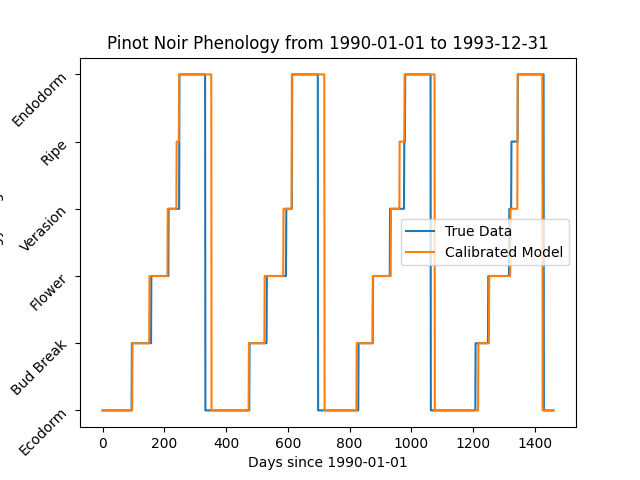 Pinot Noir Phenology from 1990-01-01 to 1993-12-31
Endodorm
Ripe
Verasion
Flower
Bud Break
Ecodorm
True Data
Calibrated Model
0 200 400 600 800 1000 1200 1400
Days since 1990-01-01